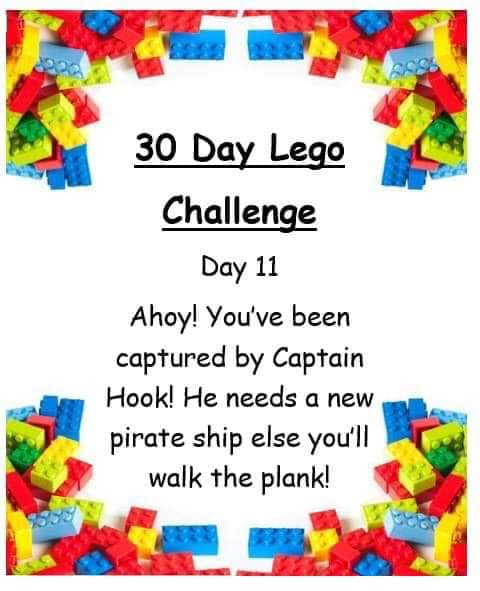 30 Day Lego
Challenge
Day 11
Ahoy! You've been
captured by Captain
Hook! He needs a new
pirate ship else you'll
walk the plank!